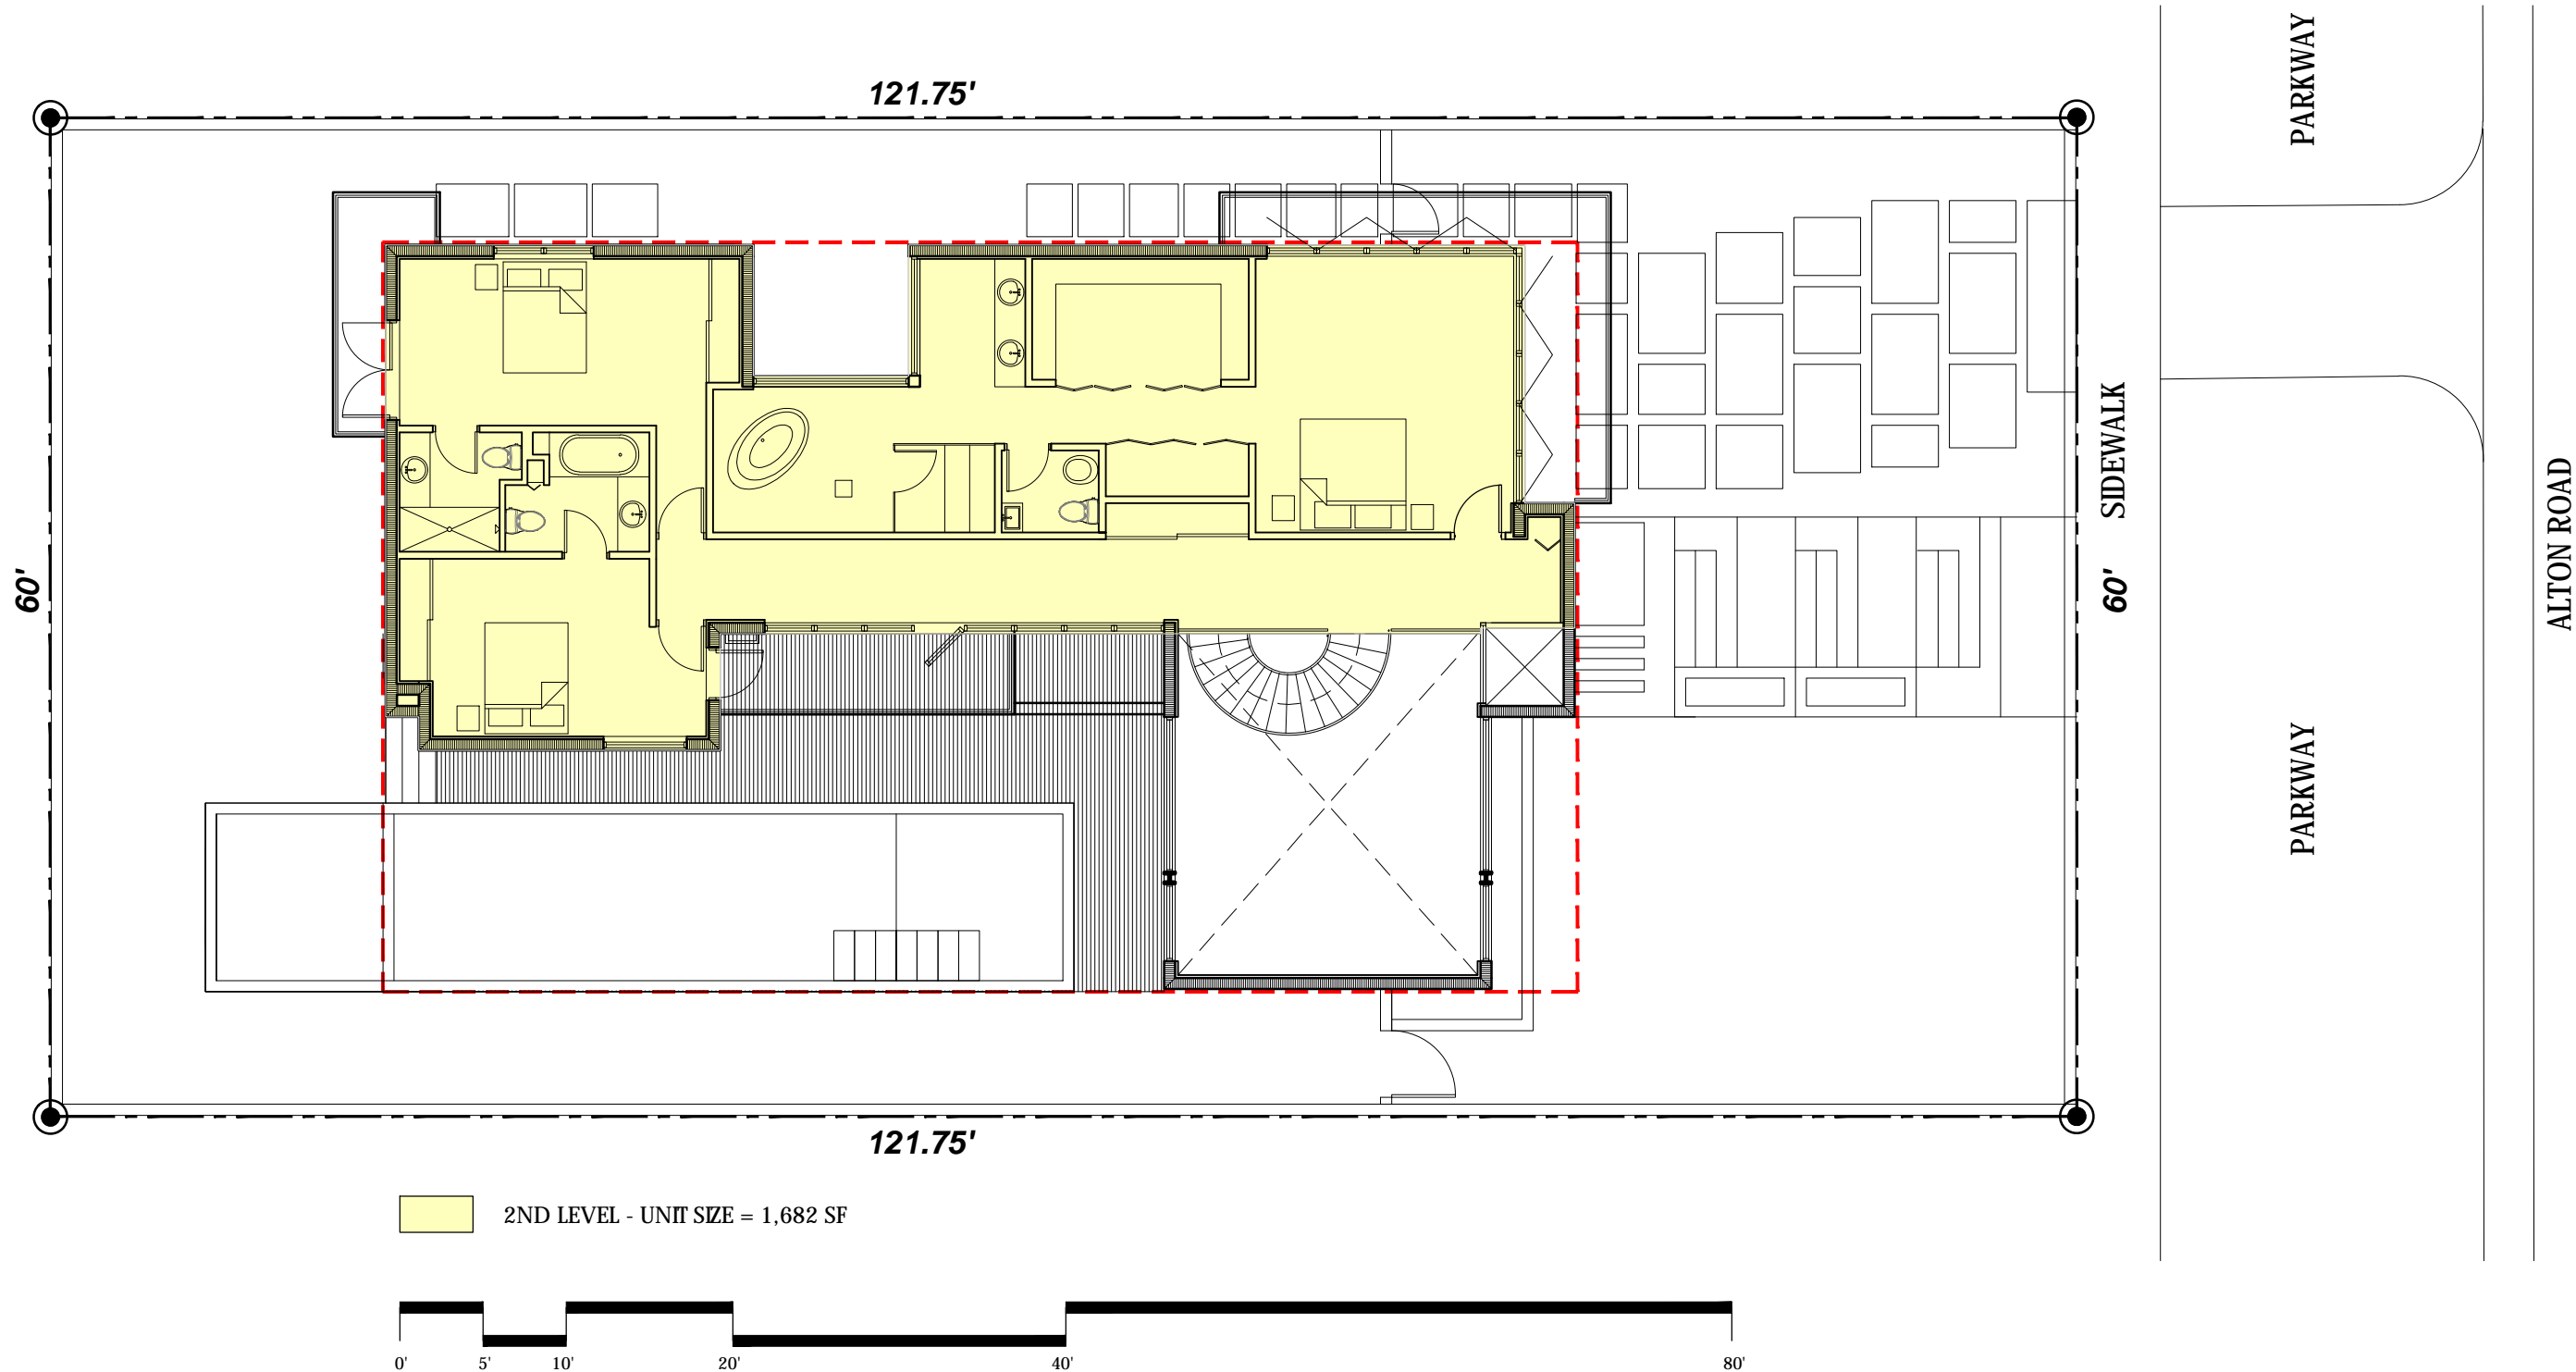 PARKWAY
121.75'
SIDEWALK
ALTON ROAD
60'
60'
PARKWAY
121.75'
2ND LEVEL - UNIT SIZE = 1,682 SF
0' 5' 10' 20' 40' 80'